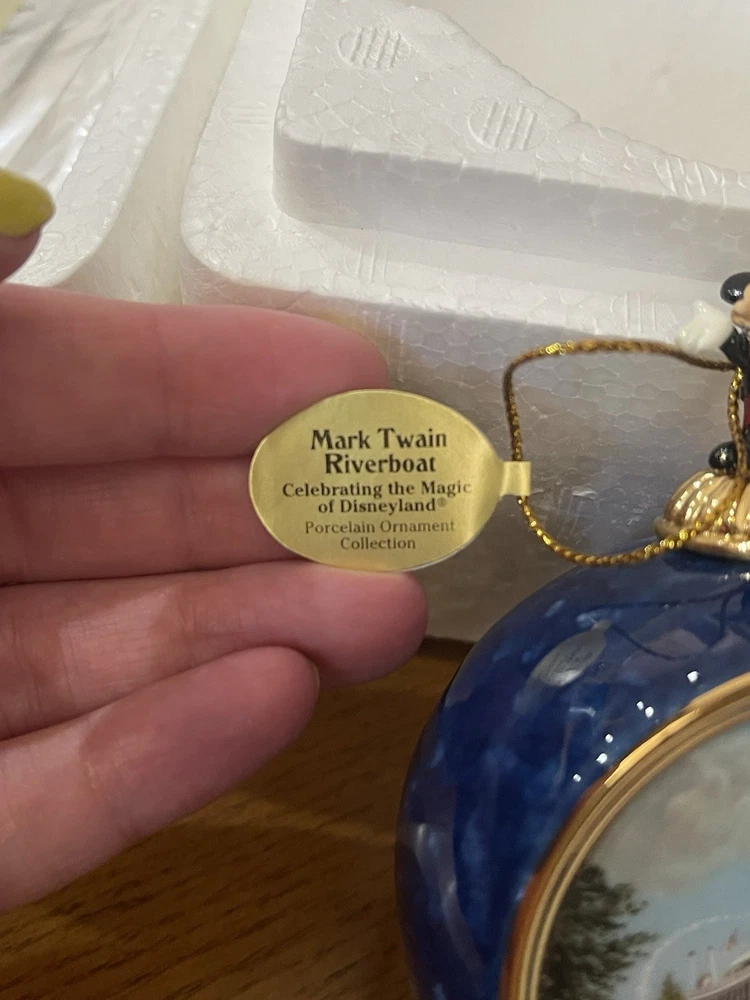 Mark Twain
Riverboat
Celebrating the Magic
of Disneyland®
Porcelain Ornament
Collection